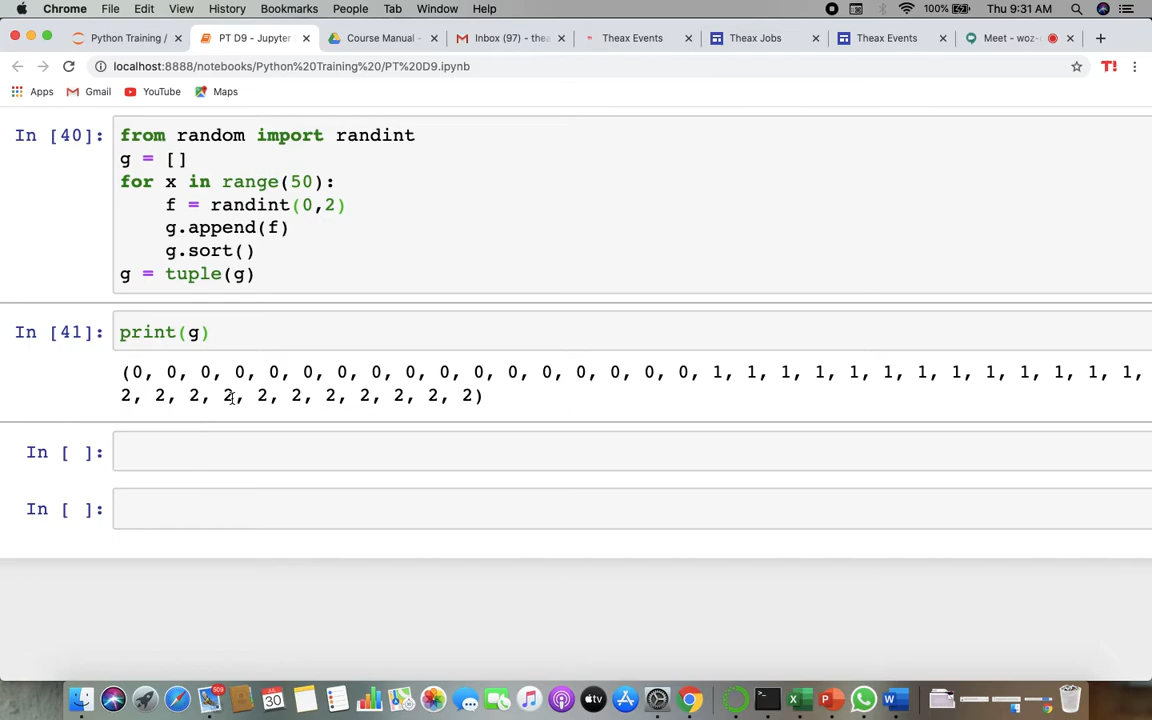 Chrome File Edit View History Bookmarks People Tab Window Help 100% Thu 9:31 AM
Python Training / PT D9 - Jupyter Course Manual - Inbox (97) - thea Theax Events Theax Jobs Theax Events Meet - woz-
localhost:8888/notebooks/Python%20Training%20/PT%20D9.ipynb T!
Apps Gmail YouTube Maps
In [40]: from random import randint
g = []
for x in range(50):
f = randint(0,2)
g.append(f)
g.sort()
g = tuple(g)
In [41]: print(g)
(0, 0, 0, 0, 0, 0, 0, 0, 0, 0, 0, 0, 0, 0, 0, 0, 0, 1, 1, 1, 1, 1, 1, 1, 1, 1, 1, 1, 1, 1,
2, 2, 2, 2, 2, 2, 2, 2, 2, 2, 2)
In [ ]:
In [ ]:
509
30